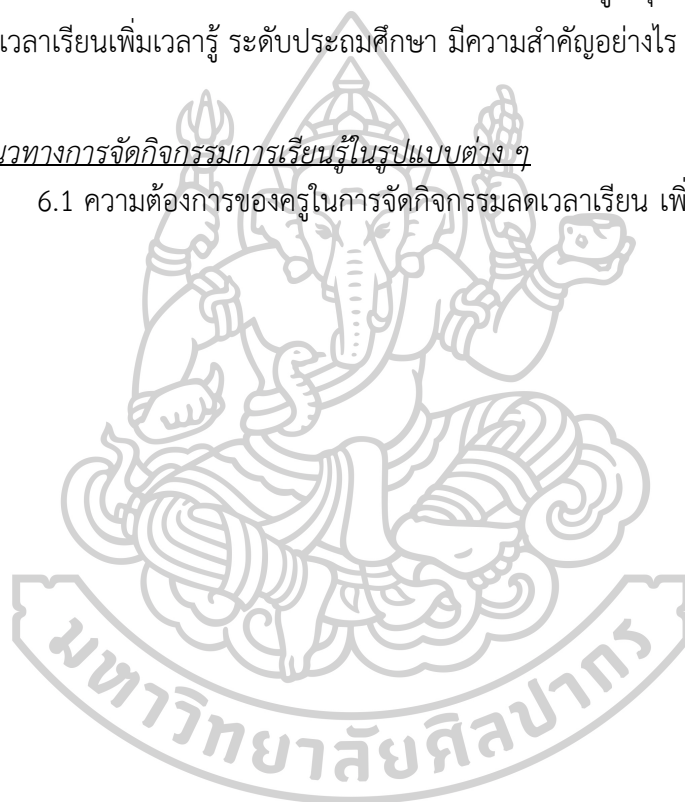 เวลาเรียนเพิ่มเวลารู้ ระดับประถมศึกษา มีความสำคัญอย่างไร
แนวทางการจัดกิจกรรมการเรียนรู้ในรูปแบบต่าง ๆ
6.1 ความต้องการของครูในการจัดกิจกรรมลดเวลาเรียน เพิ่
มหาวิทยาลัยศิลปากร